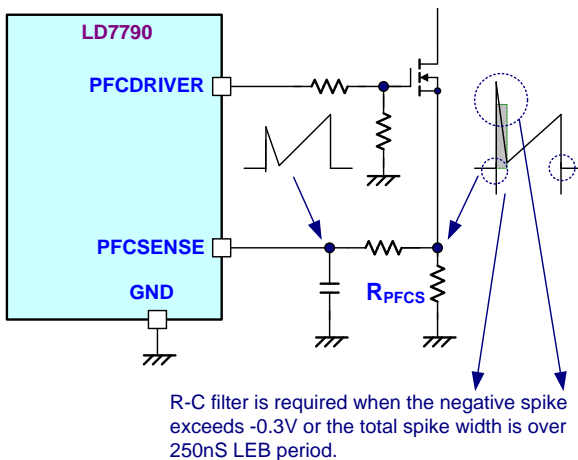 LD7790
PFCDRIVER
PFCSENSE
RPFCS
GND
R-C filter is required when the negative spike
exceeds -0.3V or the total spike width is over
250nS LEB period.